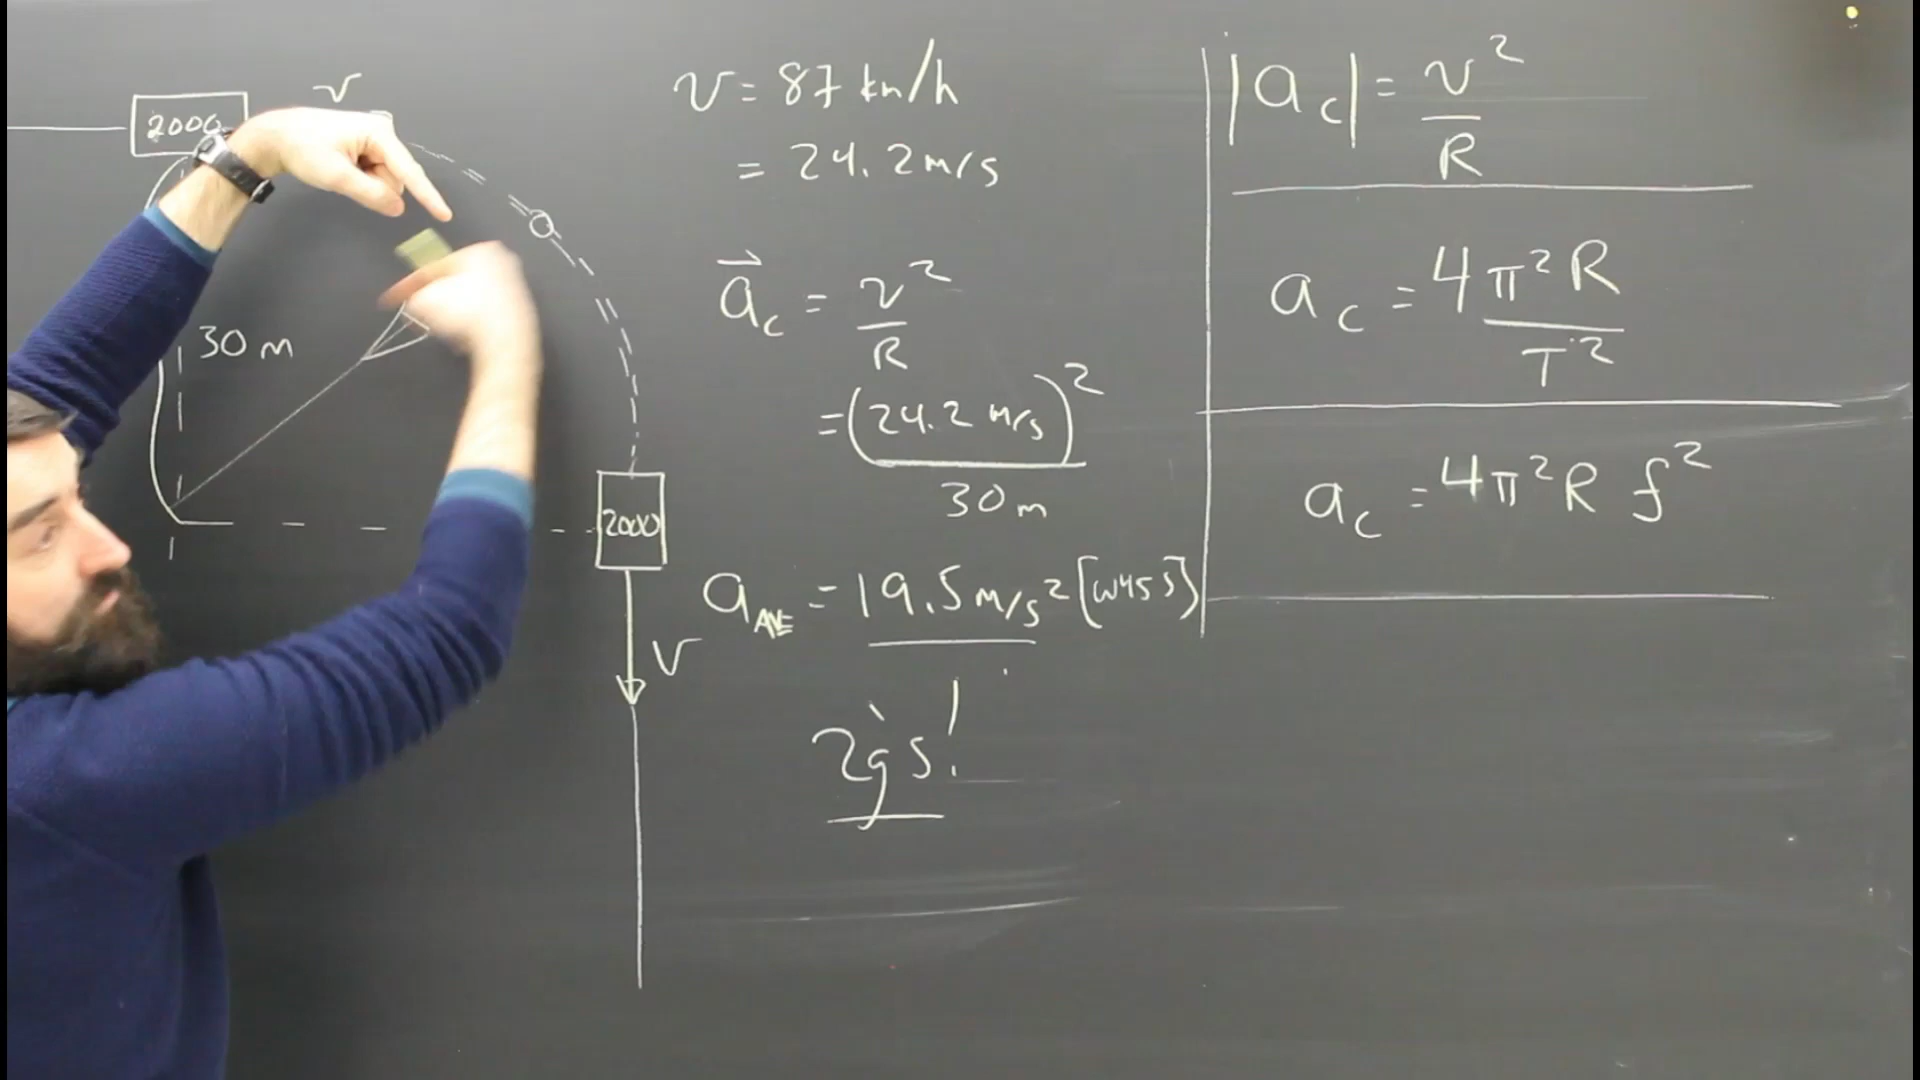 v
2000
30 m
2000
v
v = 87 km/h
= 24.2 m/s
a⃗c = v²/R
= (24.2 m/s)²/30 m
aAVE = 19.5 m/s² [W45S]
2g's!
|ac| = v²/R
ac = 4π²R/T²
ac = 4π²R f²